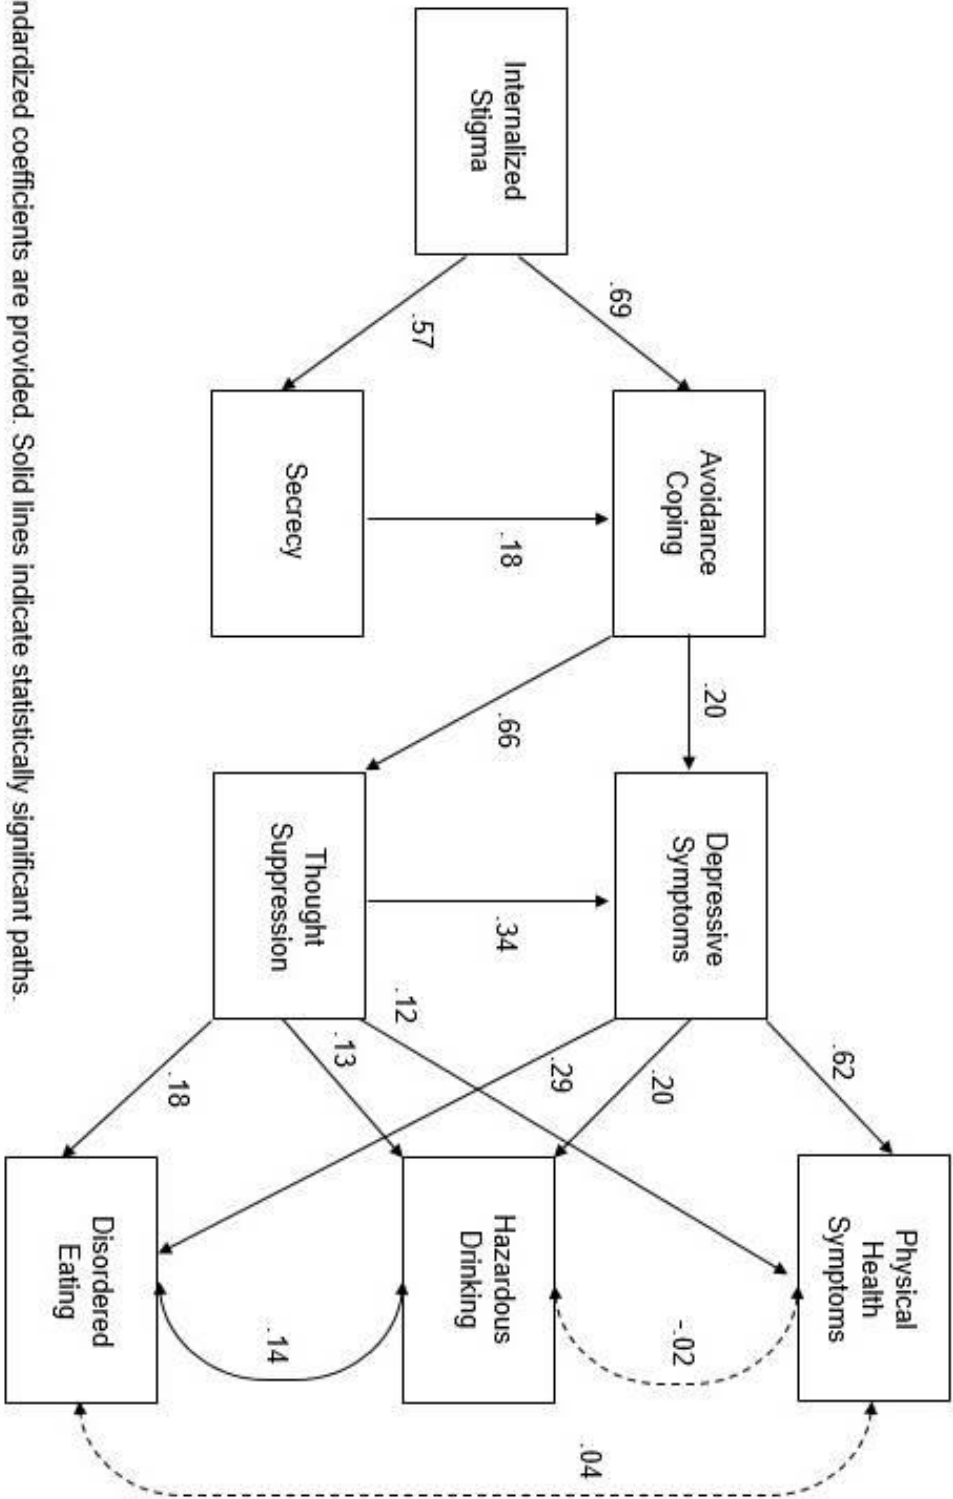 Internalized
Stigma
.69
.57
Avoidance
Coping
.18
Secrecy
.20
.66
Depressive
Symptoms
.34
Thought
Suppression
.62
.20
.29
.12
.13
.18
Physical
Health
Symptoms
-.02
Hazardous
Drinking
.14
Disordered
Eating
.04
ndardized coefficients are provided. Solid lines indicate statistically significant paths.